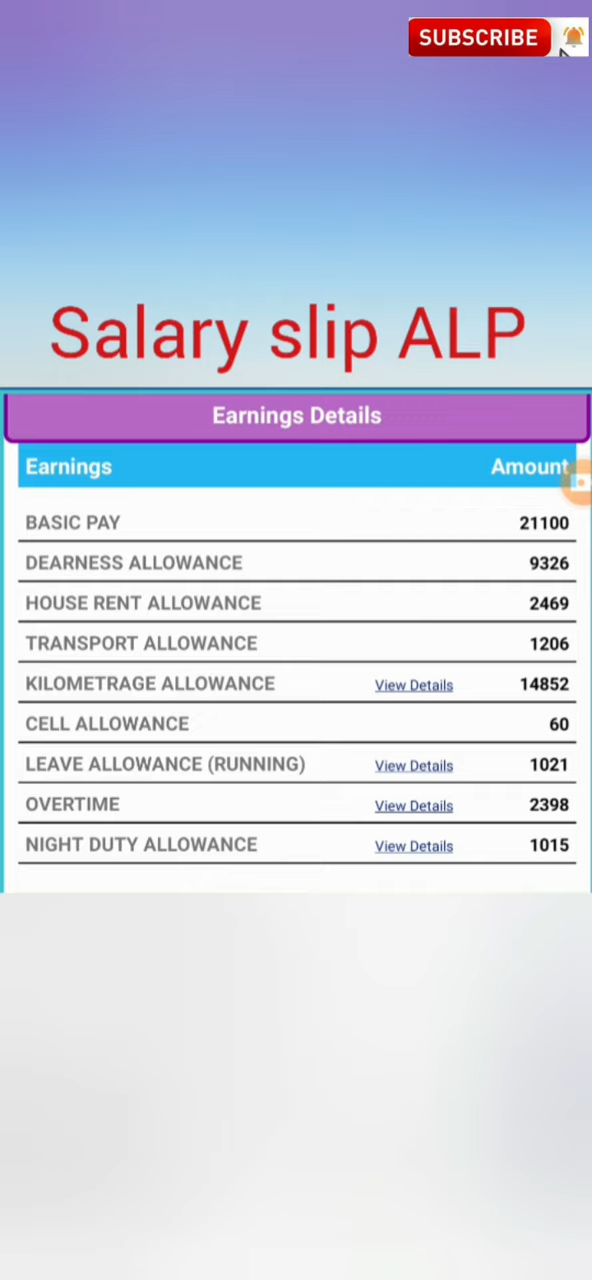 SUBSCRIBE
Salary slip ALP
Earnings Details
Earnings Amount
BASIC PAY 21100
DEARNESS ALLOWANCE 9326
HOUSE RENT ALLOWANCE 2469
TRANSPORT ALLOWANCE 1206
KILOMETRAGE ALLOWANCE View Details 14852
CELL ALLOWANCE 60
LEAVE ALLOWANCE (RUNNING) View Details 1021
OVERTIME View Details 2398
NIGHT DUTY ALLOWANCE View Details 1015